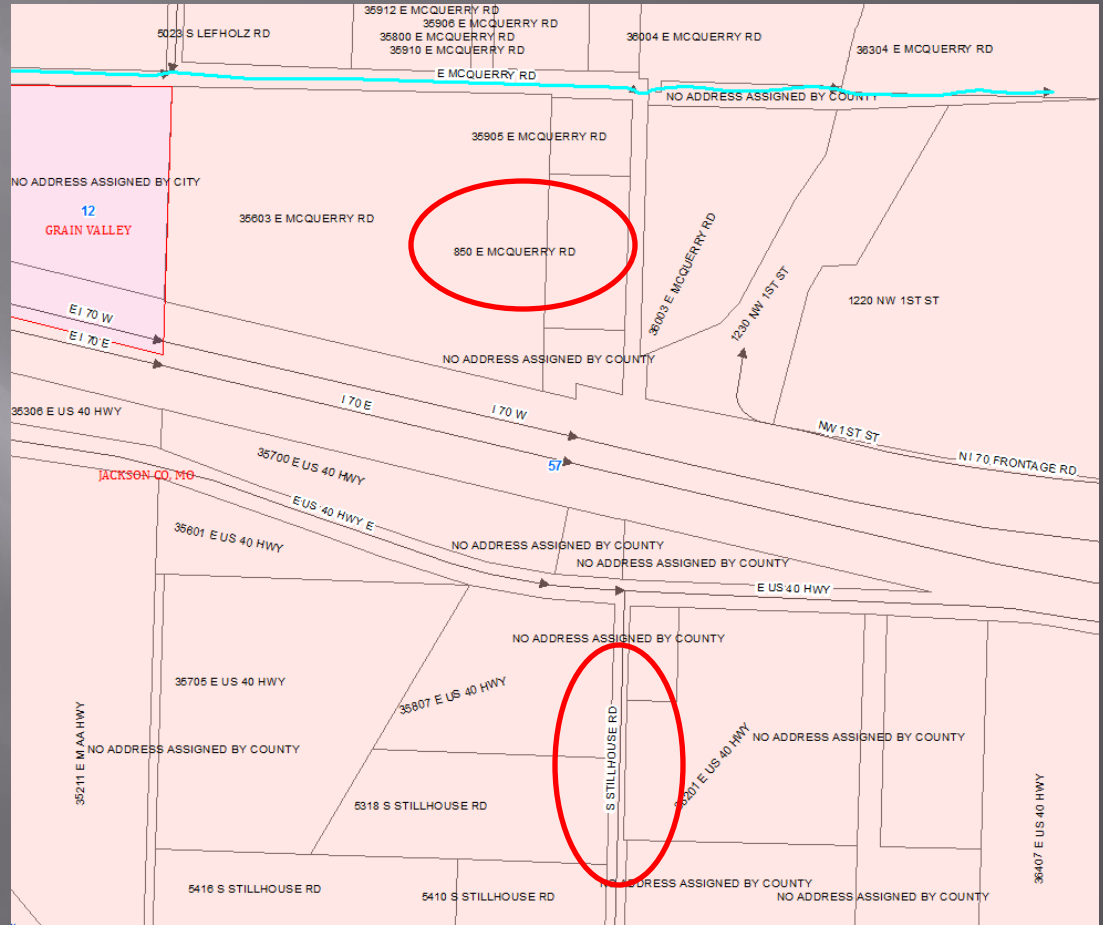 35912 E MCQUERRY RD
35906 E MCQUERRY RD
5023 S LEFHOLZ RD
35800 E MCQUERRY RD
36004 E MCQUERRY RD
35910 E MCQUERRY RD
36304 E MCQUERRY RD
E MCQUERRY RD
NO ADDRESS ASSIGNED BY COUNTY
35905 E MCQUERRY RD
NO ADDRESS ASSIGNED BY CITY
12
GRAIN VALLEY
35603 E MCQUERRY RD
850 E MCQUERRY RD
36003 E MCQUERRY RD
1230 NW 1ST ST
1220 NW 1ST ST
E I 70 W
E I 70 E
NO ADDRESS ASSIGNED BY COUNTY
I 70 E
I 70 W
35306 E US 40 HWY
NW 1ST ST
N I 70 FRONTAGE RD
35700 E US 40 HWY
57
JACKSON CO, MO
E US 40 HWY E
35601 E US 40 HWY
NO ADDRESS ASSIGNED BY COUNTY
NO ADDRESS ASSIGNED BY COUNTY
E US 40 HWY
NO ADDRESS ASSIGNED BY COUNTY
35705 E US 40 HWY
35807 E US 40 HWY
35211 E M AA HWY
NO ADDRESS ASSIGNED BY COUNTY
S STILLHOUSE RD
36201 E US 40 HWY
NO ADDRESS ASSIGNED BY COUNTY
5318 S STILLHOUSE RD
36407 E US 40 HWY
5416 S STILLHOUSE RD
5410 S STILLHOUSE RD
NO ADDRESS ASSIGNED BY COUNTY
NO ADDRESS ASSIGNED BY COUNTY